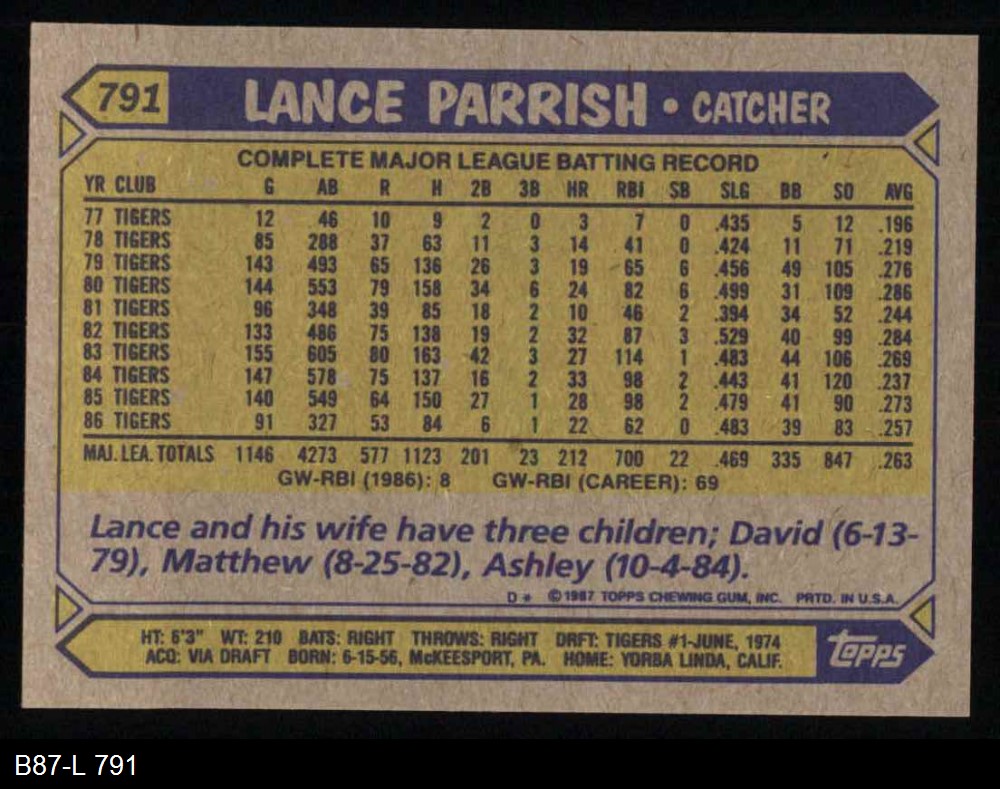 791 LANCE PARRISH • CATCHER
COMPLETE MAJOR LEAGUE BATTING RECORD
YR CLUB G AB R H 2B 3B HR RBI SB SLG BB SO AVG
77 TIGERS 12 46 10 9 2 0 3 7 0 .435 5 12 .196
78 TIGERS 85 288 37 63 11 3 14 41 0 .424 11 71 .219
79 TIGERS 143 493 65 136 26 3 19 65 6 .456 49 105 .276
80 TIGERS 144 553 79 158 34 6 24 82 6 .499 31 109 .286
81 TIGERS 96 348 39 85 18 2 10 46 2 .394 34 52 .244
82 TIGERS 133 486 75 138 19 2 32 87 3 .529 40 99 .284
83 TIGERS 155 605 80 163 42 3 27 114 1 .483 44 106 .269
84 TIGERS 147 578 75 137 16 2 33 98 2 .443 41 120 .237
85 TIGERS 140 549 64 150 27 1 28 98 2 .479 41 90 .273
86 TIGERS 91 327 53 84 6 1 22 62 0 .483 39 83 .257
MAJ. LEA. TOTALS 1146 4273 577 1123 201 23 212 700 22 .469 335 847 .263
GW-RBI (1986): 8 GW-RBI (CAREER): 69
Lance and his wife have three children; David (6-13-
79), Matthew (8-25-82), Ashley (10-4-84).
D* ©1987 TOPPS CHEWING GUM, INC. PRTD. IN U.S.A.
HT: 6'3" WT: 210 BATS: RIGHT THROWS: RIGHT DRFT: TIGERS #1-JUNE, 1974
ACQ: VIA DRAFT BORN: 6-15-56, McKEESPORT, PA. HOME: YORBA LINDA, CALIF.
topps
B87-L 791